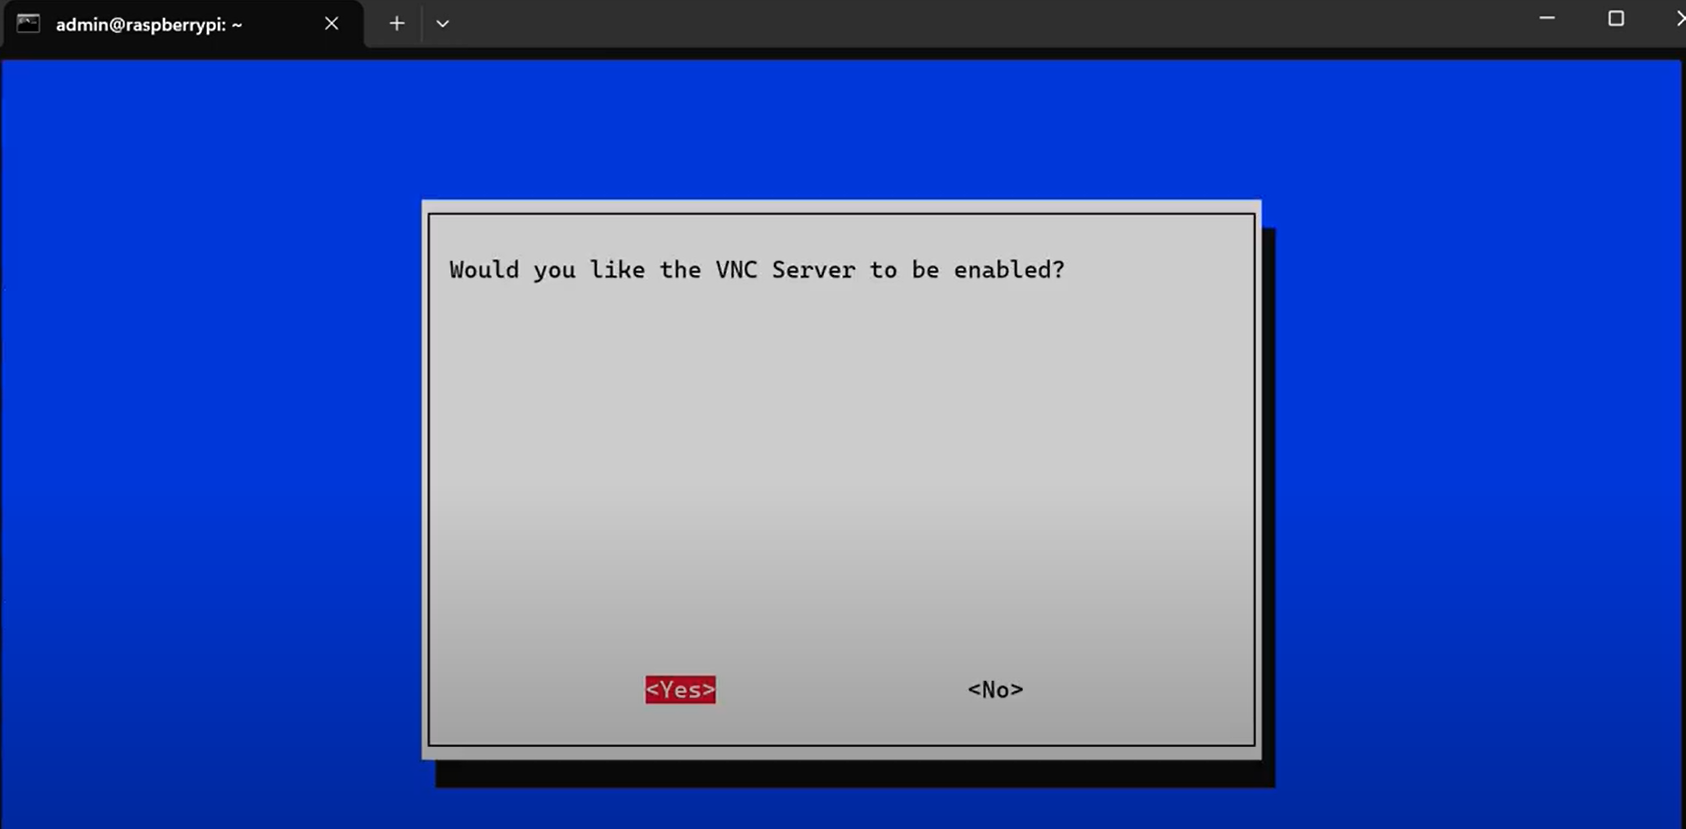 admin@raspberrypi: ~
Would you like the VNC Server to be enabled?
<Yes> <No>